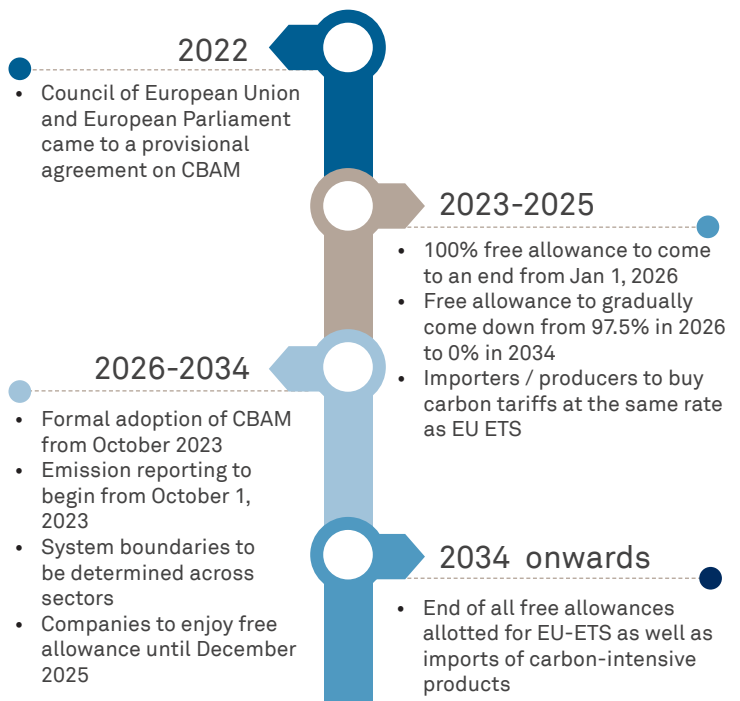 2022
• Council of European Union
and European Parliament
came to a provisional
agreement on CBAM
2023-2025
• 100% free allowance to come
to an end from Jan 1, 2026
• Free allowance to gradually
come down from 97.5% in 2026
to 0% in 2034
• Importers / producers to buy
carbon tariffs at the same rate
as EU ETS
2026-2034
• Formal adoption of CBAM
from October 2023
• Emission reporting to
begin from October 1,
2023
• System boundaries to
be determined across
sectors
• Companies to enjoy free
allowance until December
2025
2034 onwards
• End of all free allowances
allotted for EU-ETS as well as
imports of carbon-intensive
products